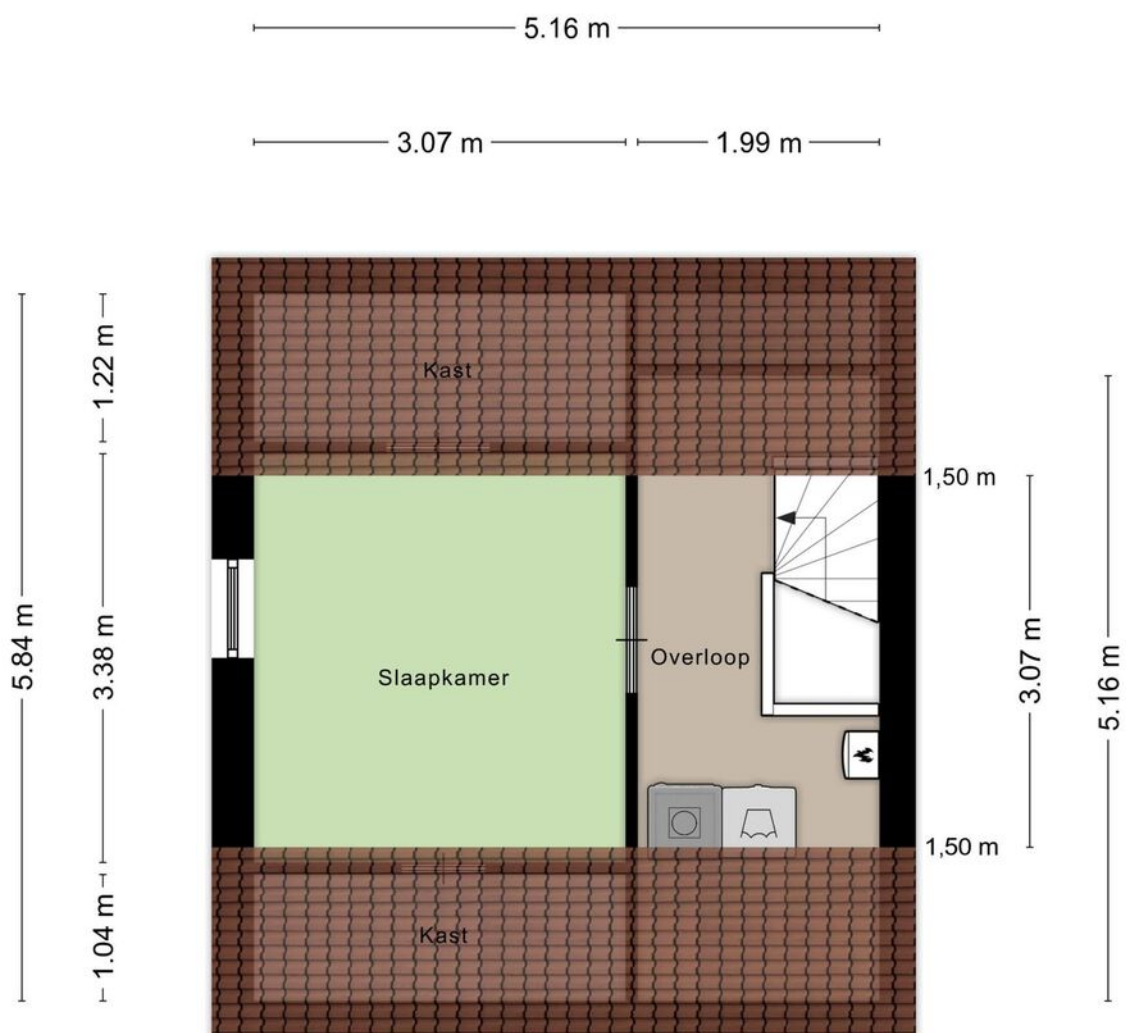 5.16 m
3.07 m
1.99 m
1.22 m
Kast
1,50 m
5.84 m
3.38 m
Slaapkamer
Overloop
3.07 m
5.16 m
1,50 m
1.04 m
Kast